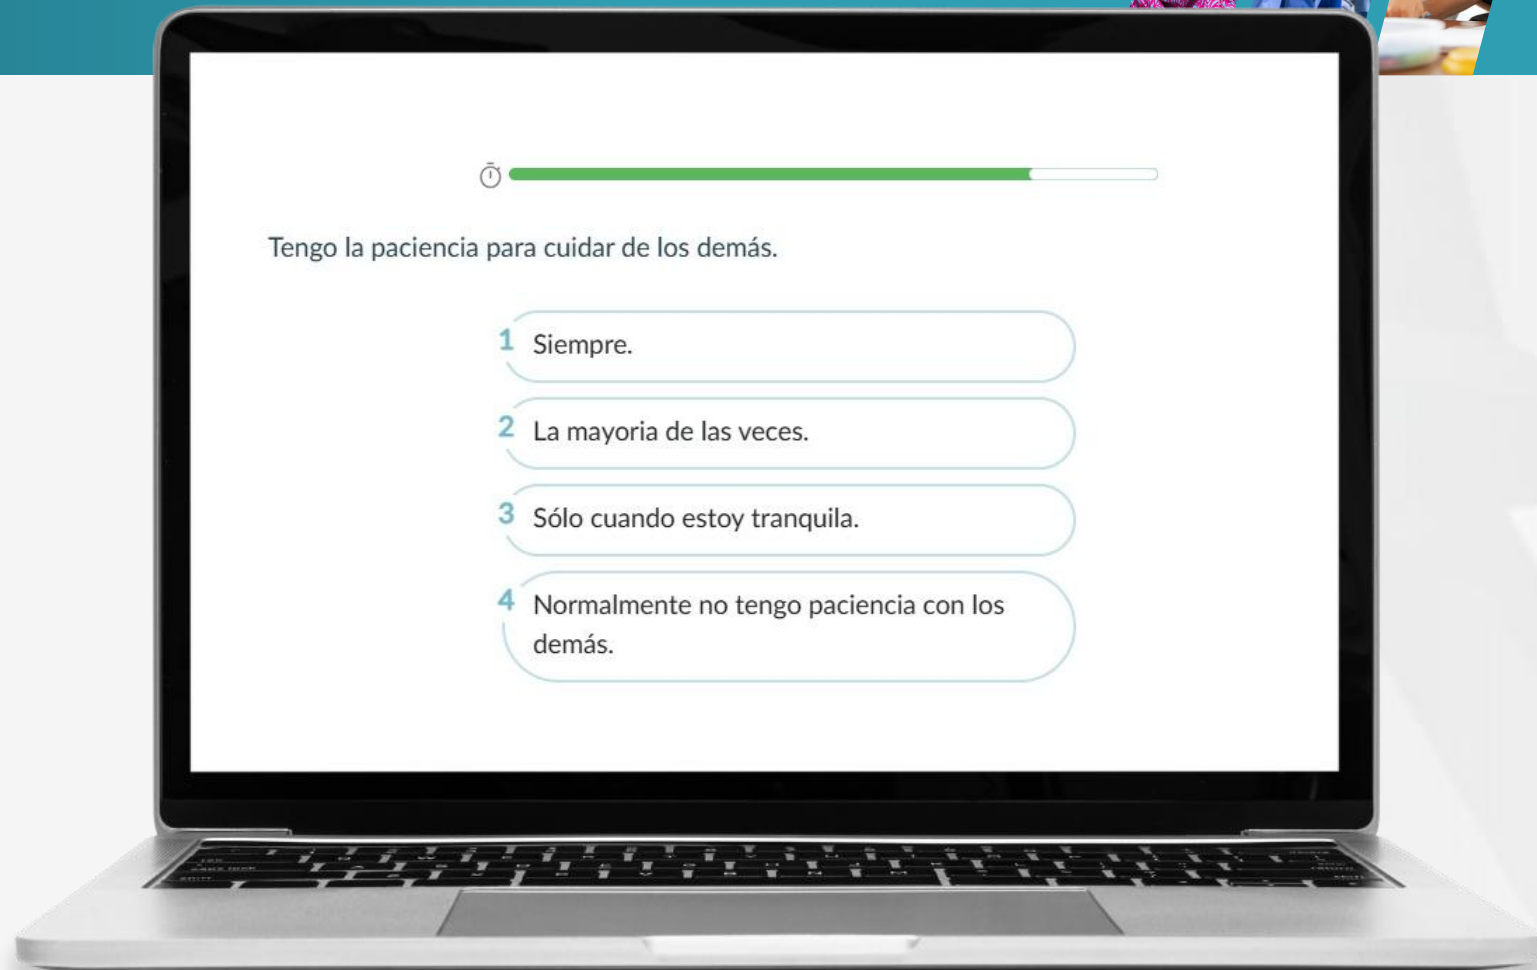 Tengo la paciencia para cuidar de los demás.
1 Siempre.
2 La mayoria de las veces.
3 Sólo cuando estoy tranquila.
4 Normalmente no tengo paciencia con los
demás.